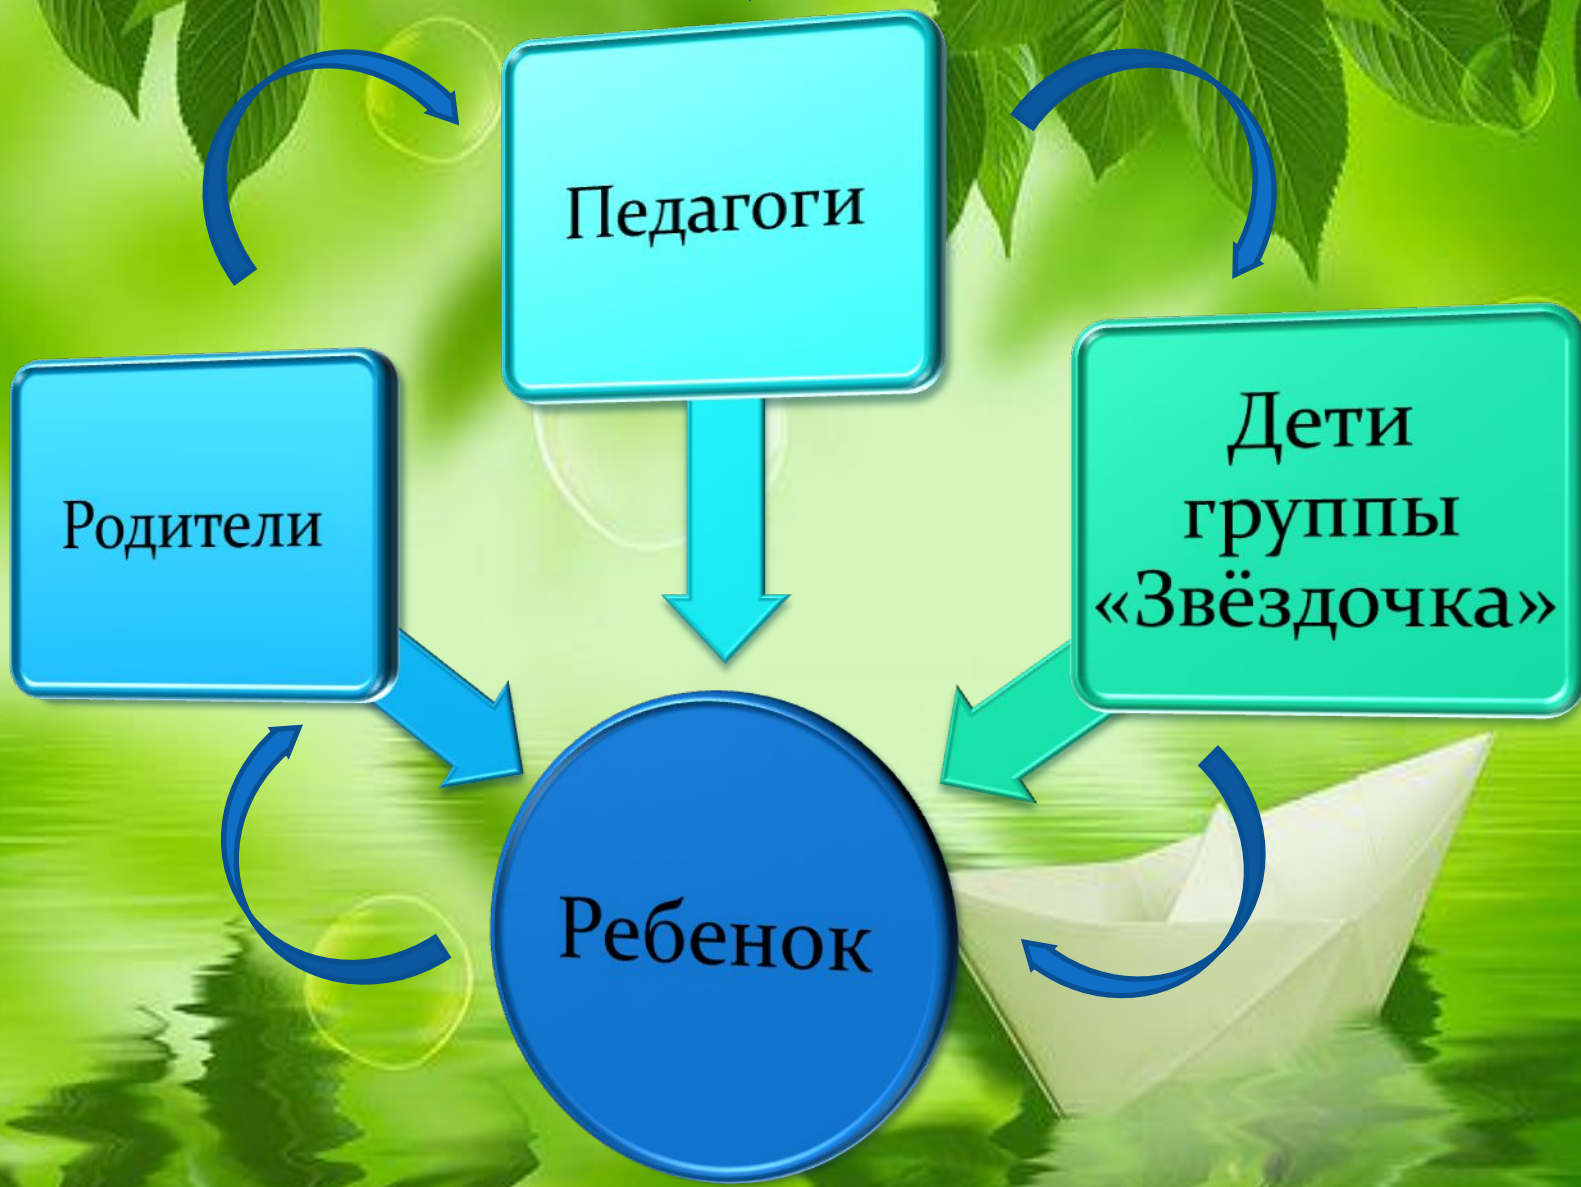 Педагоги
Родители
Дети
группы
«Звёздочка»
Ребенок